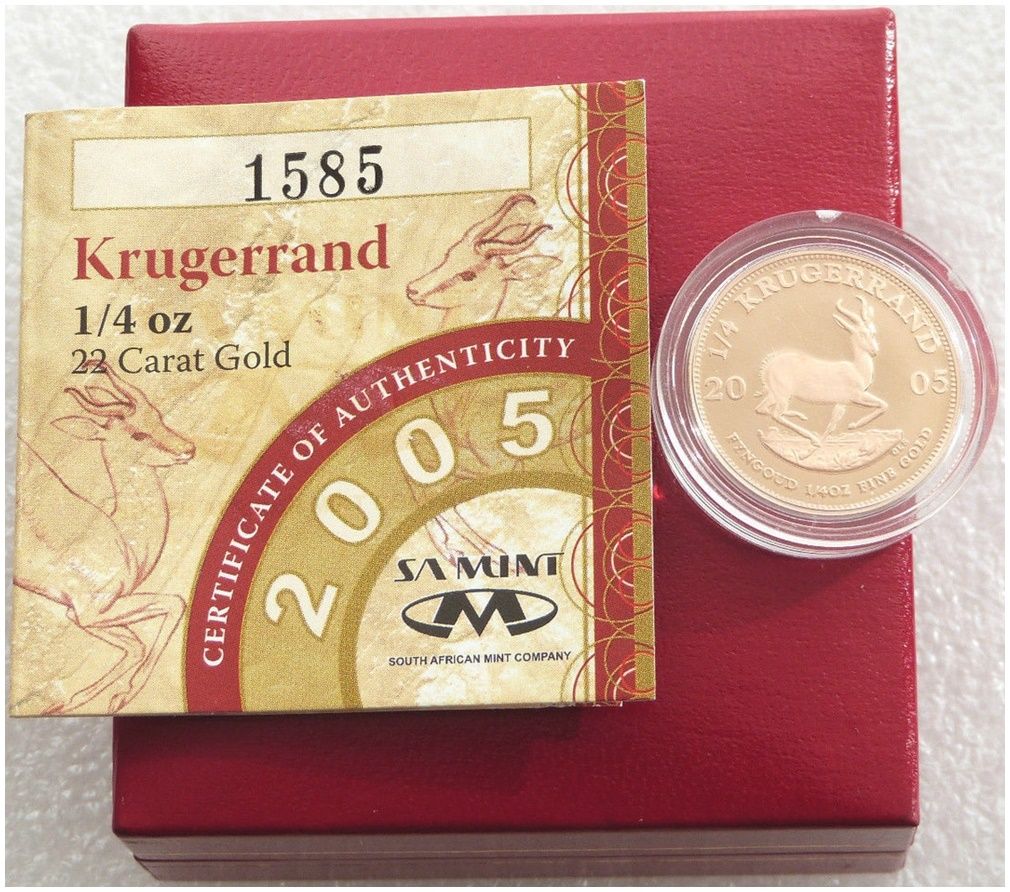 1585
Krugerrand
1/4 oz
22 Carat Gold
CERTIFICATE OF AUTHENTICITY
2005
SA MINT
M
SOUTH AFRICAN MINT COMPANY
1/4 KRUGERRAND
20 05
FYNGOUD 1/4OZ FINE GOLD